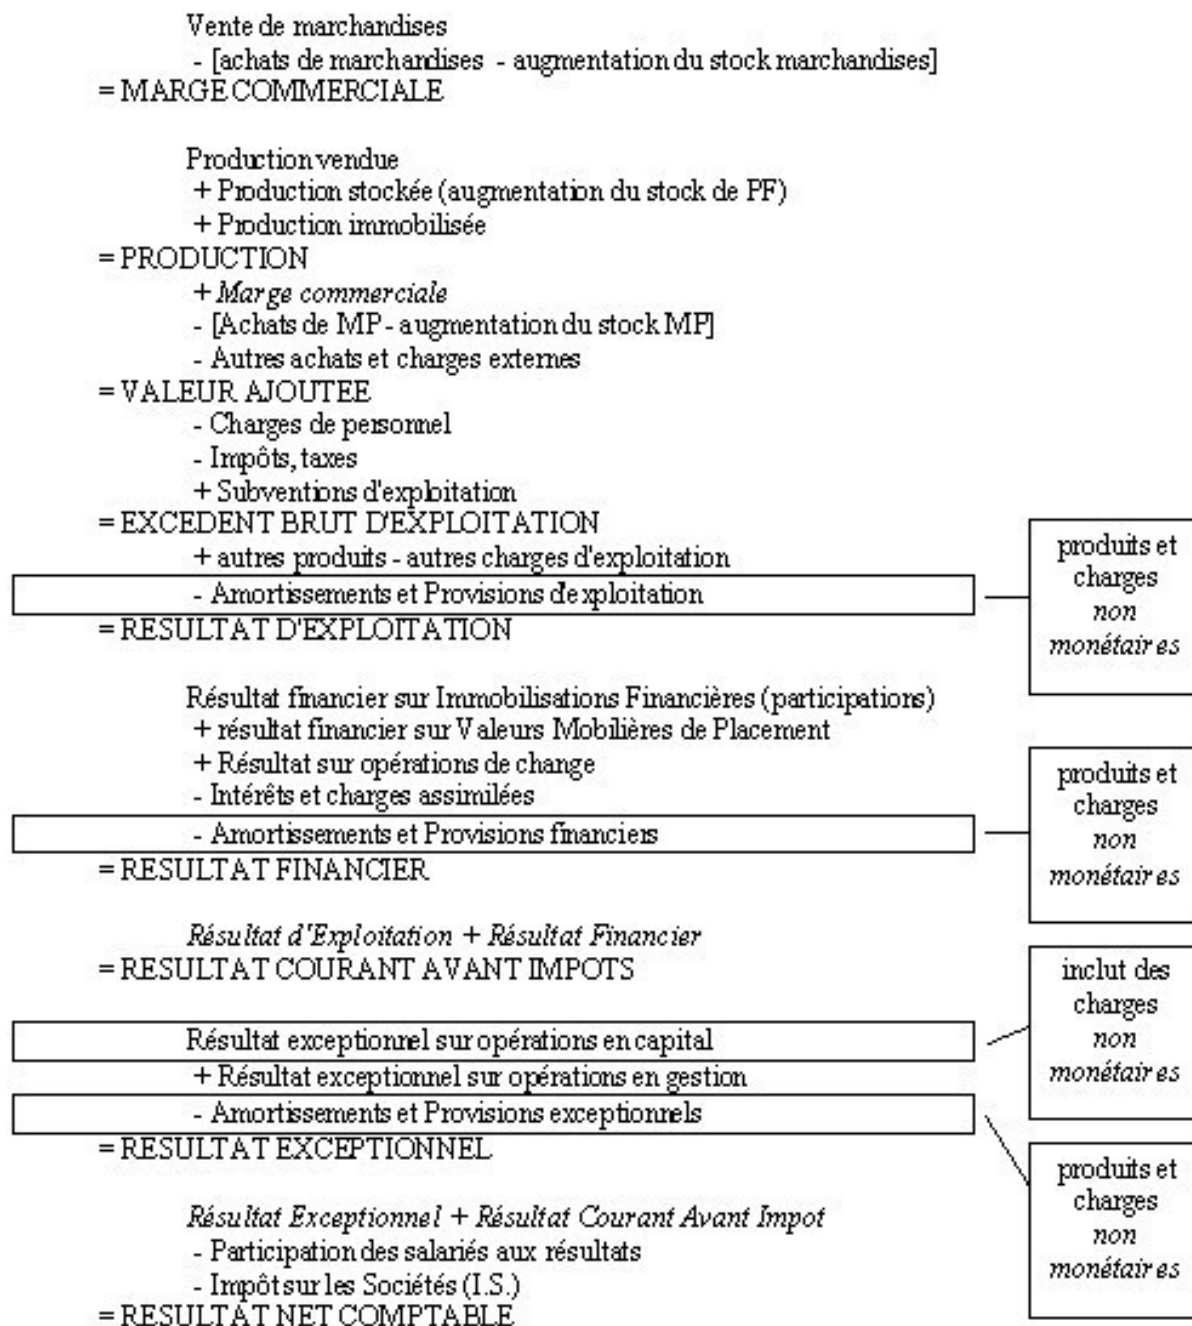 Vente de marchandises
- [achats de marchandises - augmentation du stock marchandises]
= MARGE COMMERCIALE
Production vendue
+ Production stockée (augmentation du stock de PF)
+ Production immobilisée
= PRODUCTION
+ Marge commerciale
- [Achats de MP - augmentation du stock MP]
- Autres achats et charges externes
= VALEUR AJOUTEE
- Charges de personnel
- Impôts, taxes
+ Subventions d'exploitation
= EXCEDENT BRUT D'EXPLOITATION
+ autres produits - autres charges d'exploitation
- Amortissements et Provisions d'exploitation
produits et
charges
non
monétaires
= RESULTAT D'EXPLOITATION
Résultat financier sur Immobilisations Financières (participations)
+ résultat financier sur Valeurs Mobilières de Placement
+ Résultat sur opérations de change
- Intérêts et charges assimilées
- Amortissements et Provisions financiers
produits et
charges
non
monétaires
= RESULTAT FINANCIER
Résultat d'Exploitation + Résultat Financier
= RESULTAT COURANT AVANT IMPOTS
Résultat exceptionnel sur opérations en capital
inclut des
charges
non
monétaires
+ Résultat exceptionnel sur opérations en gestion
- Amortissements et Provisions exceptionnels
produits et
charges
non
monétaires
= RESULTAT EXCEPTIONNEL
Résultat Exceptionnel + Résultat Courant Avant Impot
- Participation des salariés aux résultats
- Impôt sur les Sociétés (I.S.)
= RESULTAT NET COMPTABLE